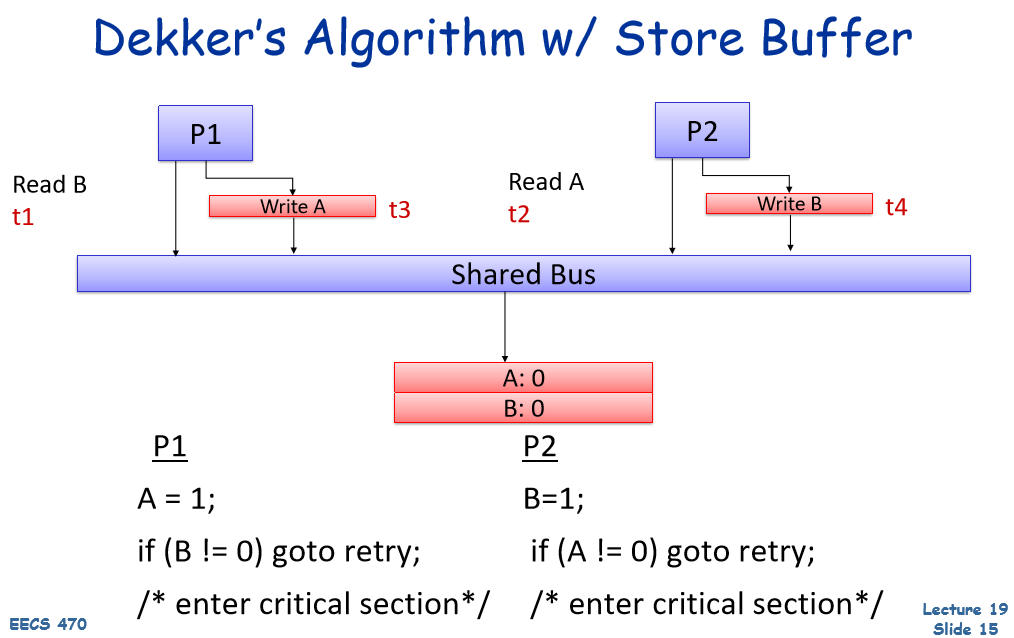 Dekker's Algorithm w/ Store Buffer
P1
P2
Read B
t1
Write A
t3
Read A
t2
Write B
t4
Shared Bus
A: 0
B: 0
P1
P2
A = 1;
B=1;
if (B != 0) goto retry;
if (A != 0) goto retry;
/* enter critical section*/
/* enter critical section*/
EECS 470
Lecture 19
Slide 15